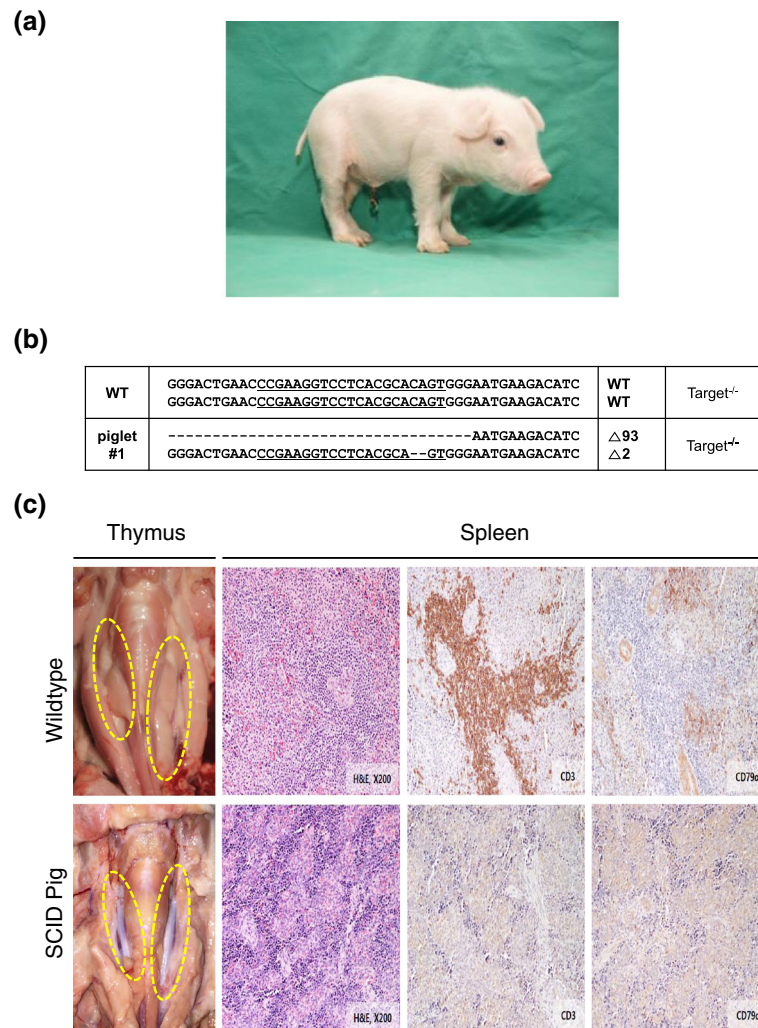 (a)
(b)
WT
GGGACTGAACCCGAAGGTCCTCACGCACAGTGGGAATGAAGACATC
GGGACTGAACCCGAAGGTCCTCACGCACAGTGGGAATGAAGACATC
WT
WT
Target-/-
piglet
#1
----------------------------------AATGAAGACATC
GGGACTGAACCCGAAGGTCCTCACGCA--GTGGGAATGAAGACATC
△93
△2
Target-/-
(c)
Thymus
Spleen
Wildtype
H&E, X200
CD3
CD79α
SCID Pig
H&E, X200
CD3
CD79α